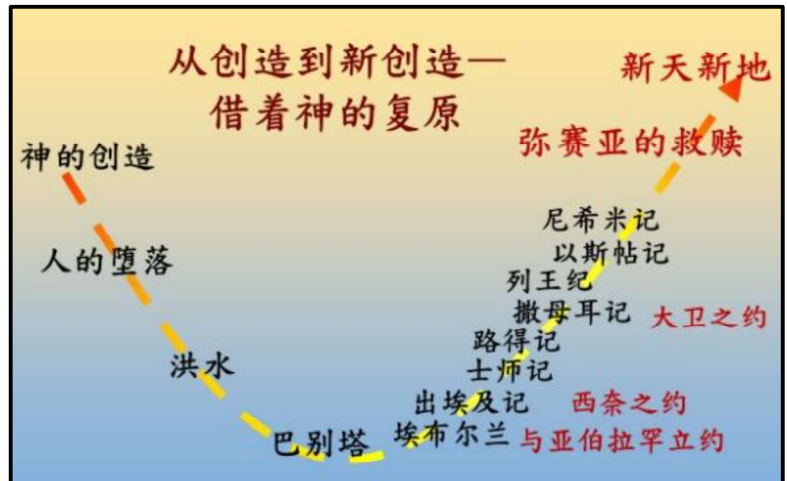 从创造到新创造—
借着神的复原
新天新地
弥赛亚的救赎
神的创造
人的堕落
洪水
巴别塔
尼希米记
以斯帖记
列王纪
撒母耳记 大卫之约
路得记
士师记
出埃及记 西奈之约
埃布尔兰 与亚伯拉罕立约